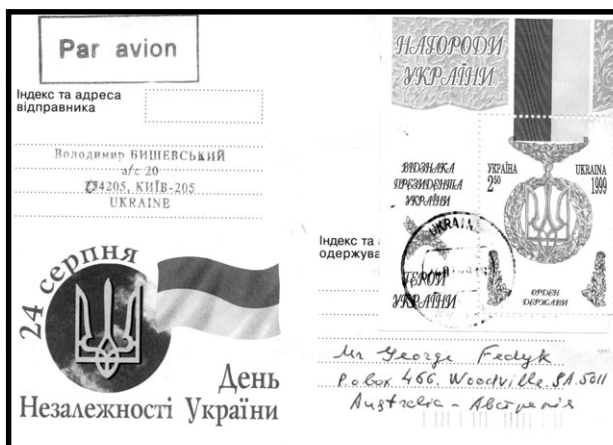 Par avion
Індекс та адреса
відправника
Володимир БИШЕВСЬКИЙ
а/с 20
254205, КИЇВ-205
UKRAINE
24 серпня
День
Незалежності України
НАГОРОДИ
УКРАЇНИ
ВІДЗНАКА
ПРЕЗИДЕНТА
УКРАЇНИ
ГЕРОЙ
УКРАЇНИ
УКРАЇНА
2 50
UKRAINA
1999
ОРДЕН
ДЕРЖАВИ
UKRAINE
Індекс та
одержува
Mr George Fedyk
P.o.box 466, Woodville SA 5011
Australia - Австралія